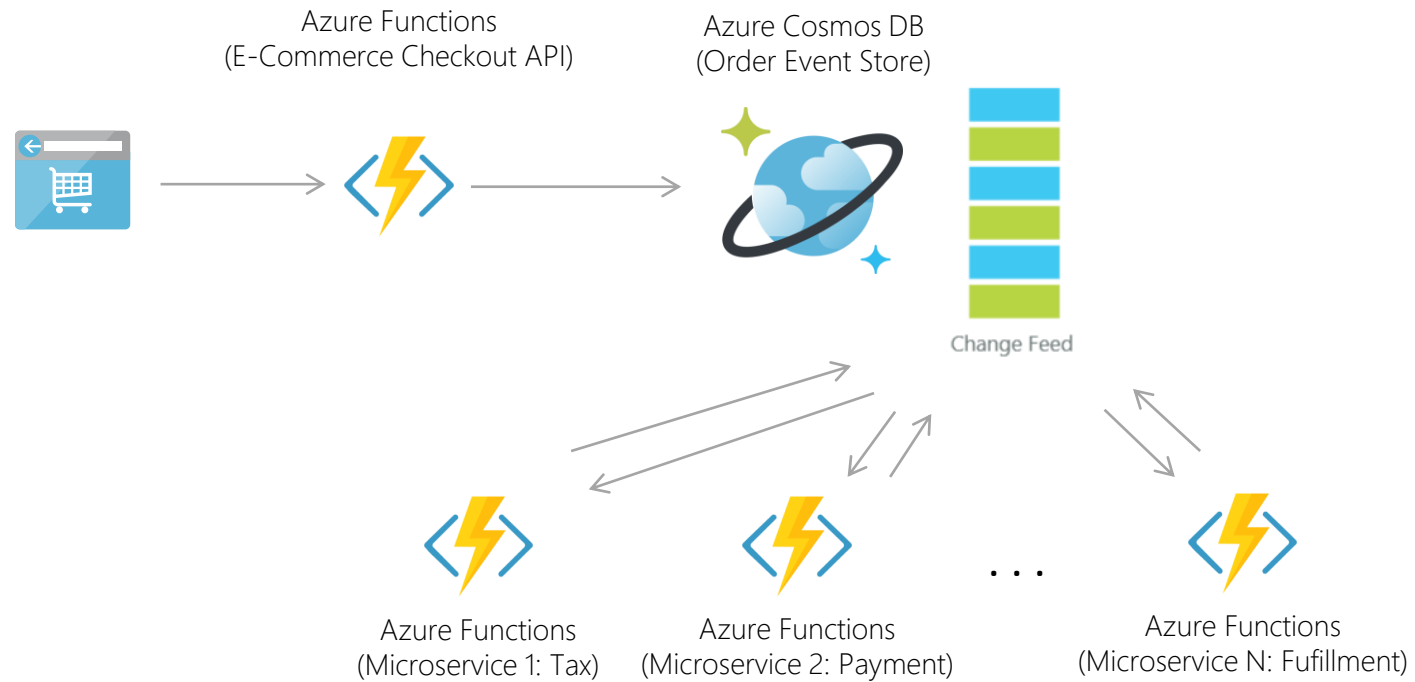 Azure Functions
(E-Commerce Checkout API)
Azure Cosmos DB
(Order Event Store)
Change Feed
. . .
Azure Functions
(Microservice 1: Tax)
Azure Functions
(Microservice 2: Payment)
Azure Functions
(Microservice N: Fufillment)